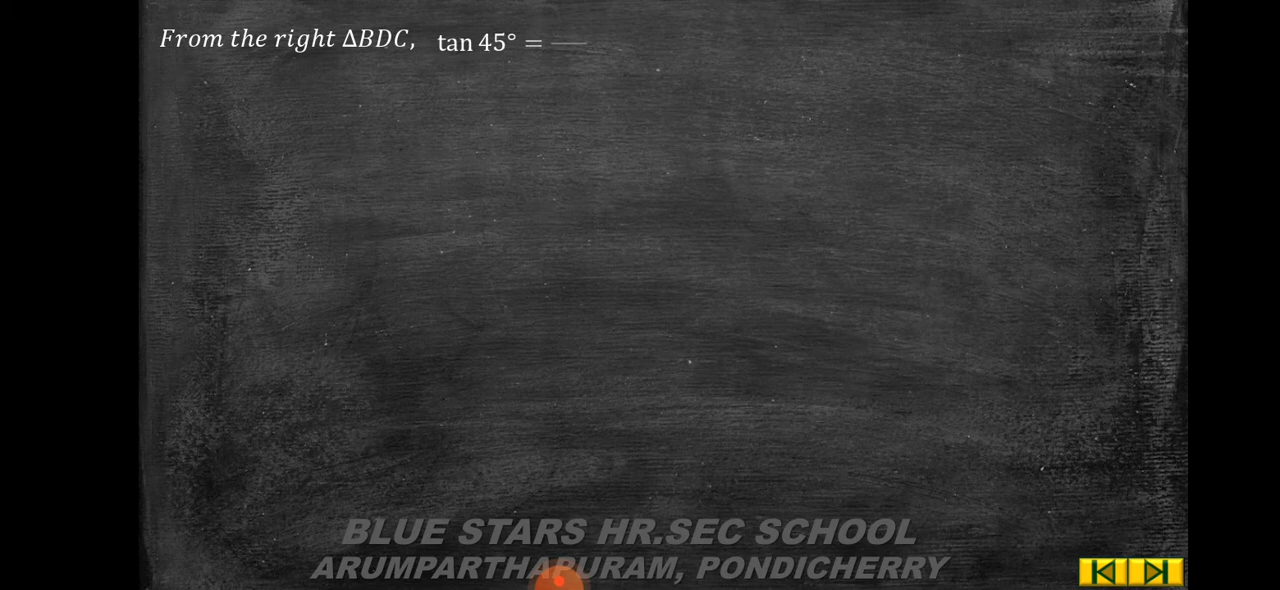 From the right ΔBDC, tan 45° = —
BLUE STARS HR.SEC SCHOOL
ARUMPARTHAPURAM, PONDICHERRY